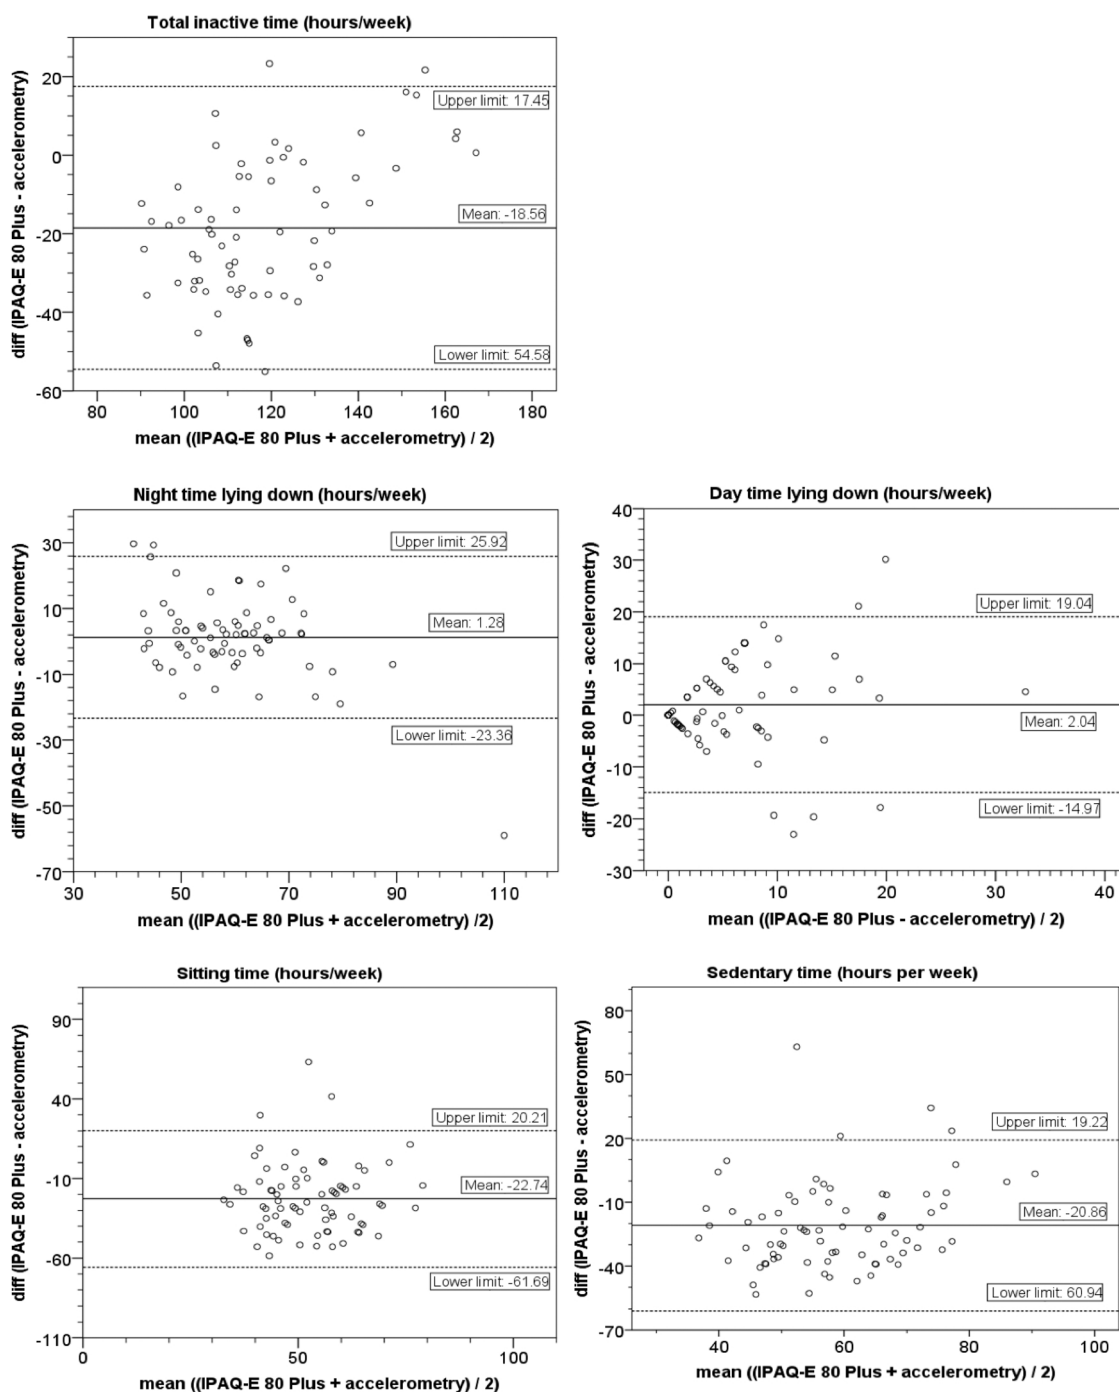 Total inactive time (hours/week)
diff (IPAQ-E 80 Plus - accelerometry)
20
0
-20
-40
-60
Upper limit: 17.45
Mean: -18.56
Lower limit: 54.58
80 100 120 140 160 180
mean ((IPAQ-E 80 Plus + accelerometry) / 2)
Night time lying down (hours/week)
diff (IPAQ-E 80 Plus - accelerometry)
30
10
-10
-30
-50
-70
Upper limit: 25.92
Mean: 1.28
Lower limit: -23.36
30 50 70 90 110
mean ((IPAQ-E 80 Plus + accelerometry) /2)
Day time lying down (hours/week)
diff (IPAQ-E 80 Plus - accelerometry)
40
30
20
10
0
-10
-20
-30
Upper limit: 19.04
Mean: 2.04
Lower limit: -14.97
0 10 20 30 40
mean ((IPAQ-E 80 Plus - accelerometry) / 2)
Sitting time (hours/week)
diff (IPAQ-E 80 Plus - accelerometry)
90
40
-10
-60
-110
Upper limit: 20.21
Mean: -22.74
Lower limit: -61.69
0 50 100
mean ((IPAQ-E 80 Plus + accelerometry) / 2)
Sedentary time (hours per week)
diff (IPAQ-E 80 Plus - accelerometry)
80
50
20
-10
-40
-70
Upper limit: 19.22
Mean: -20.86
Lower limit: 60.94
40 60 80 100
mean ((IPAQ-E 80 Plus + accelerometry) / 2)